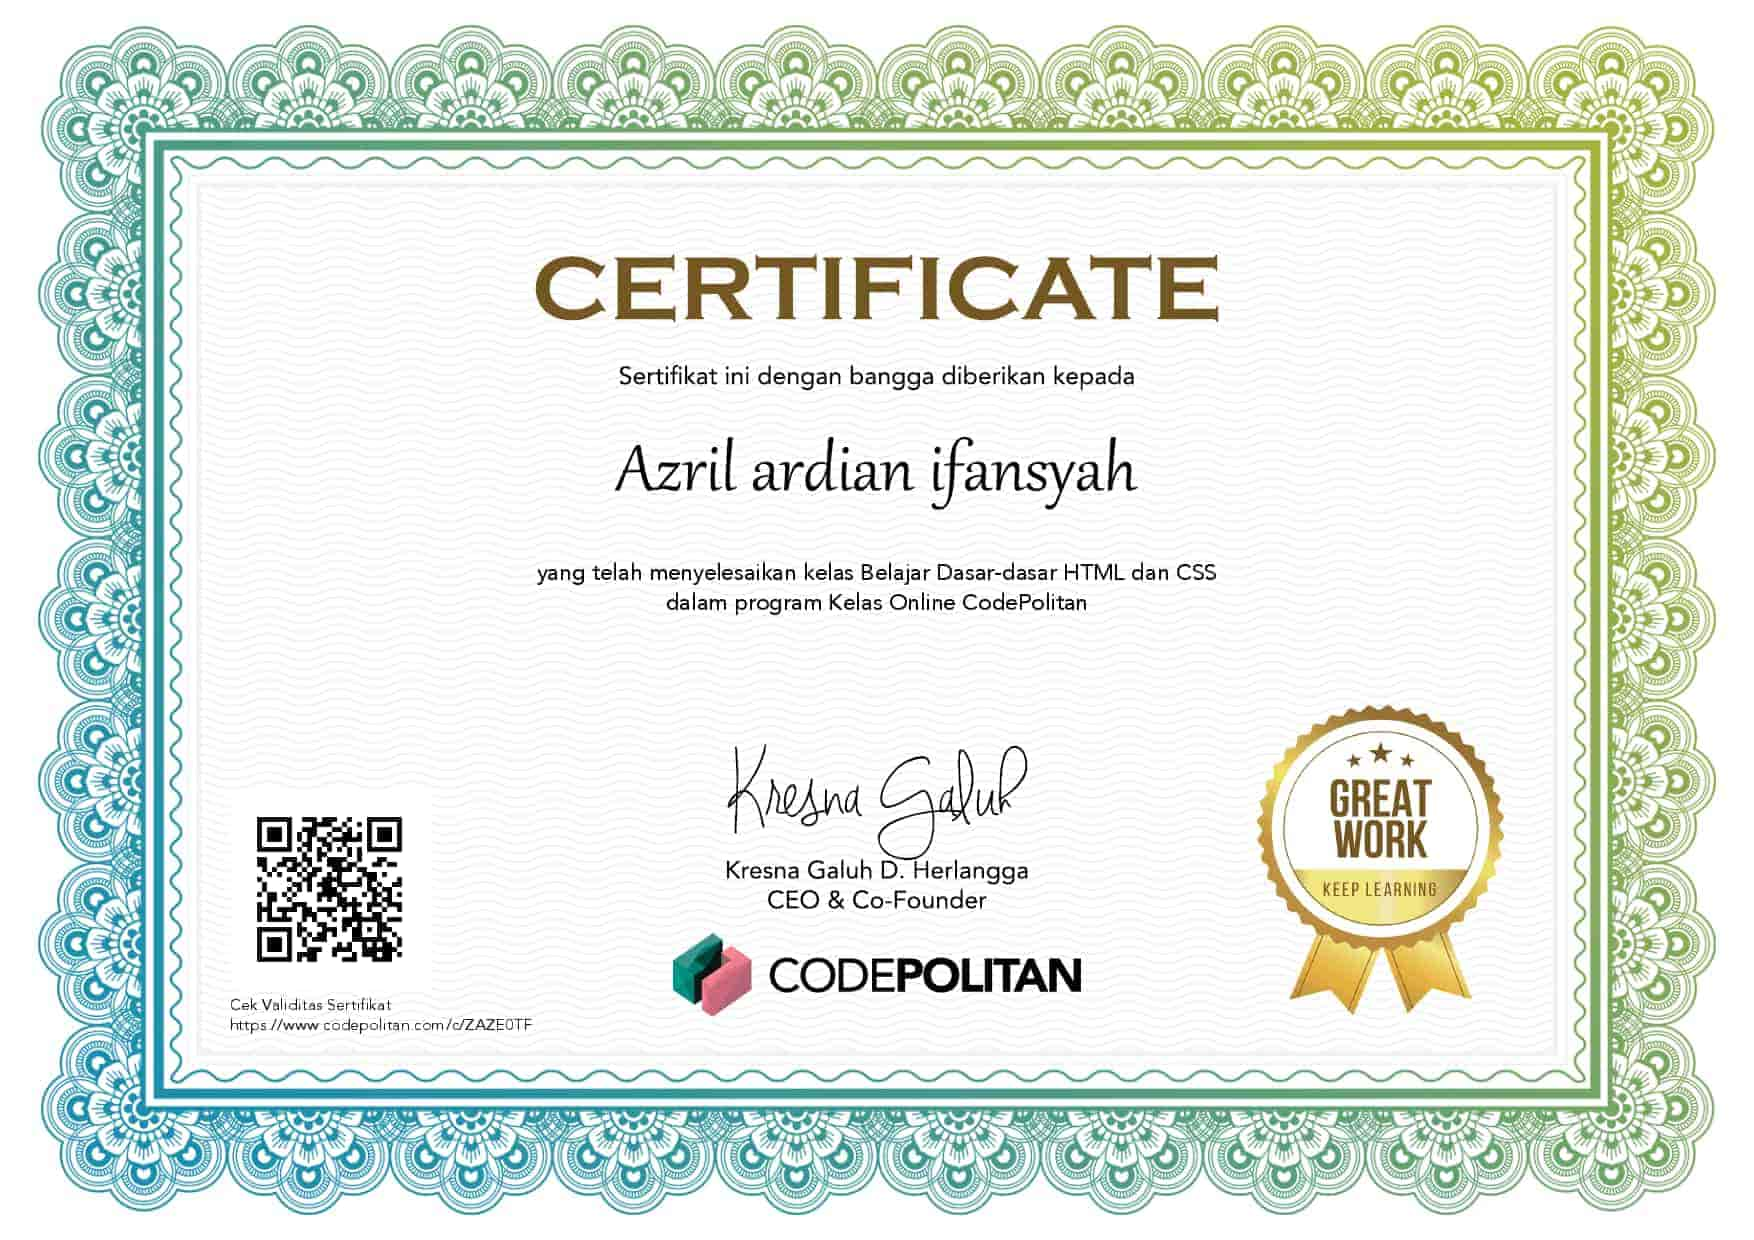 CERTIFICATE
Sertifikat ini dengan bangga diberikan kepada
Azril ardian ifansyah
yang telah menyelesaikan kelas Belajar Dasar-dasar HTML dan CSS
dalam program Kelas Online CodePolitan
Kresna Galuh
Kresna Galuh D. Herlangga
CEO & Co-Founder
CODEPOLITAN
GREAT
WORK
KEEP LEARNING
Cek Validitas Sertifikat
https://www.codepolitan.com/c/ZAZE0TF